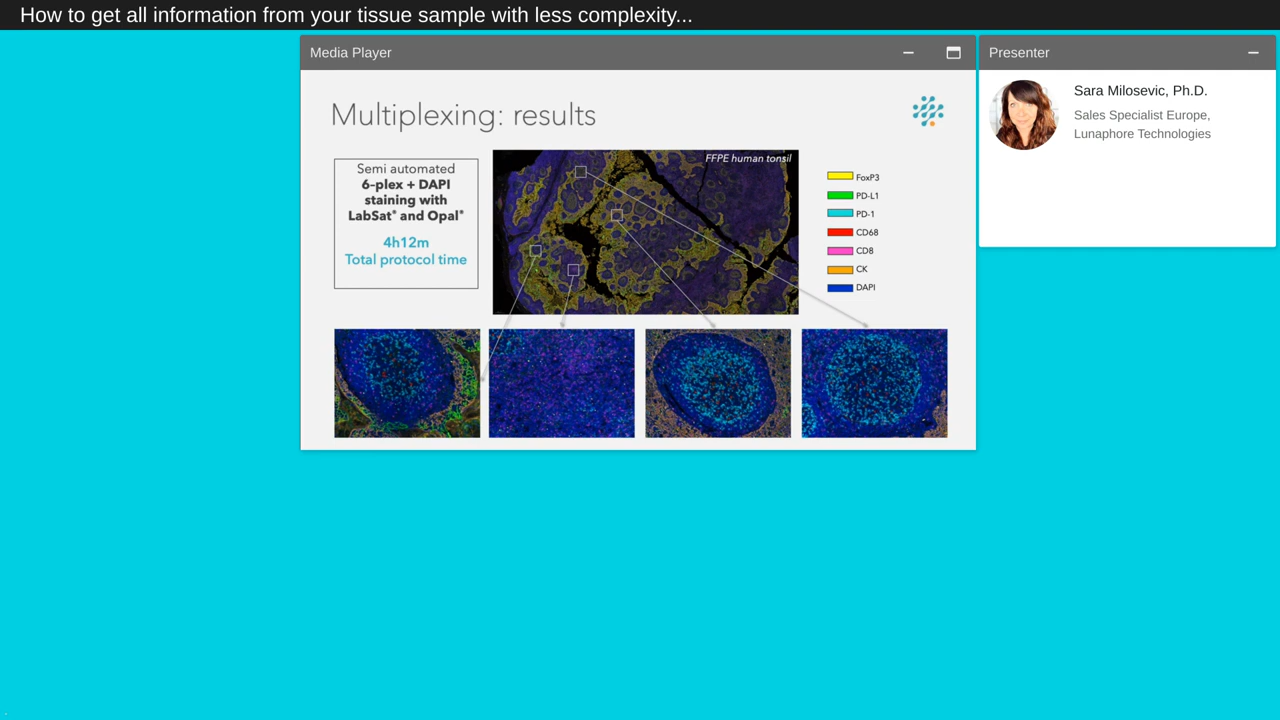 How to get all information from your tissue sample with less complexity...
Media Player
Presenter
Multiplexing: results
Semi automated
6-plex + DAPI
staining with
LabSat® and Opal®
4h12m
Total protocol time
FFPE human tonsil
FoxP3
PD-L1
PD-1
CD68
CD8
CK
DAPI
Sara Milosevic, Ph.D.
Sales Specialist Europe,
Lunaphore Technologies